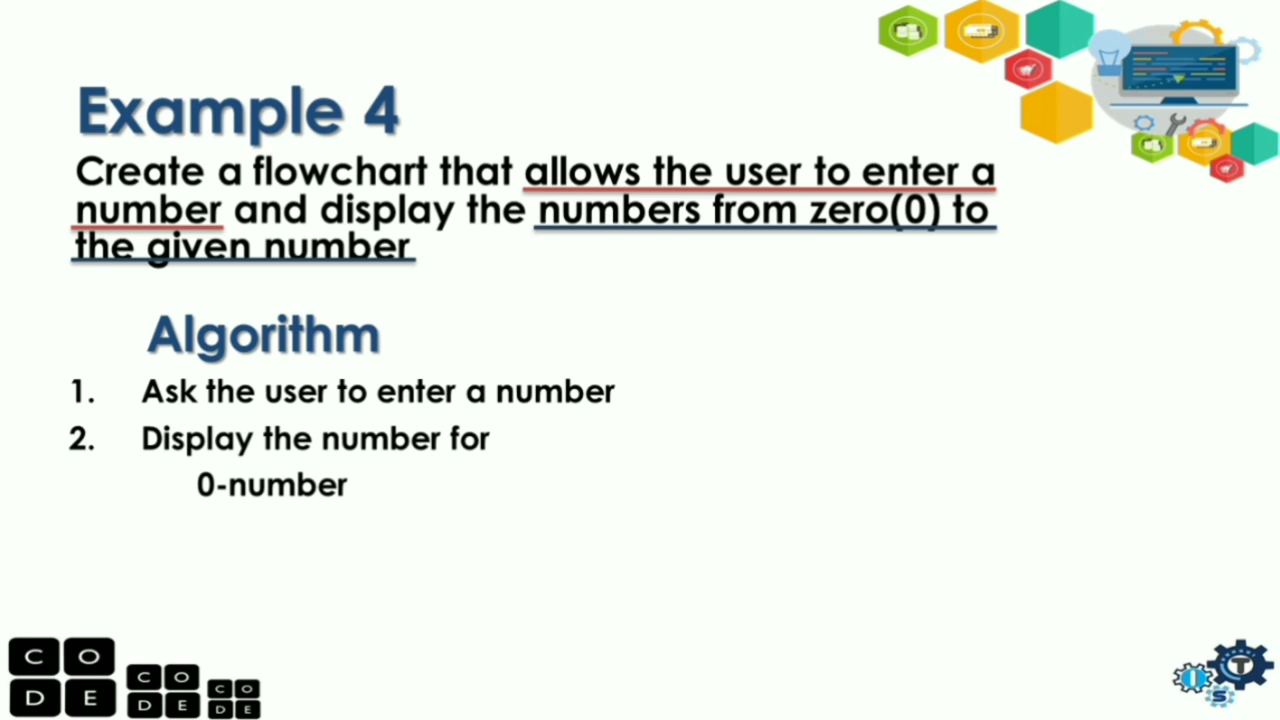 Example 4
Create a flowchart that allows the user to enter a
number and display the numbers from zero(0) to
the given number
Algorithm
1. Ask the user to enter a number
2. Display the number for
0-number
C O
D E
C O
D E
C O
D E
I T
S